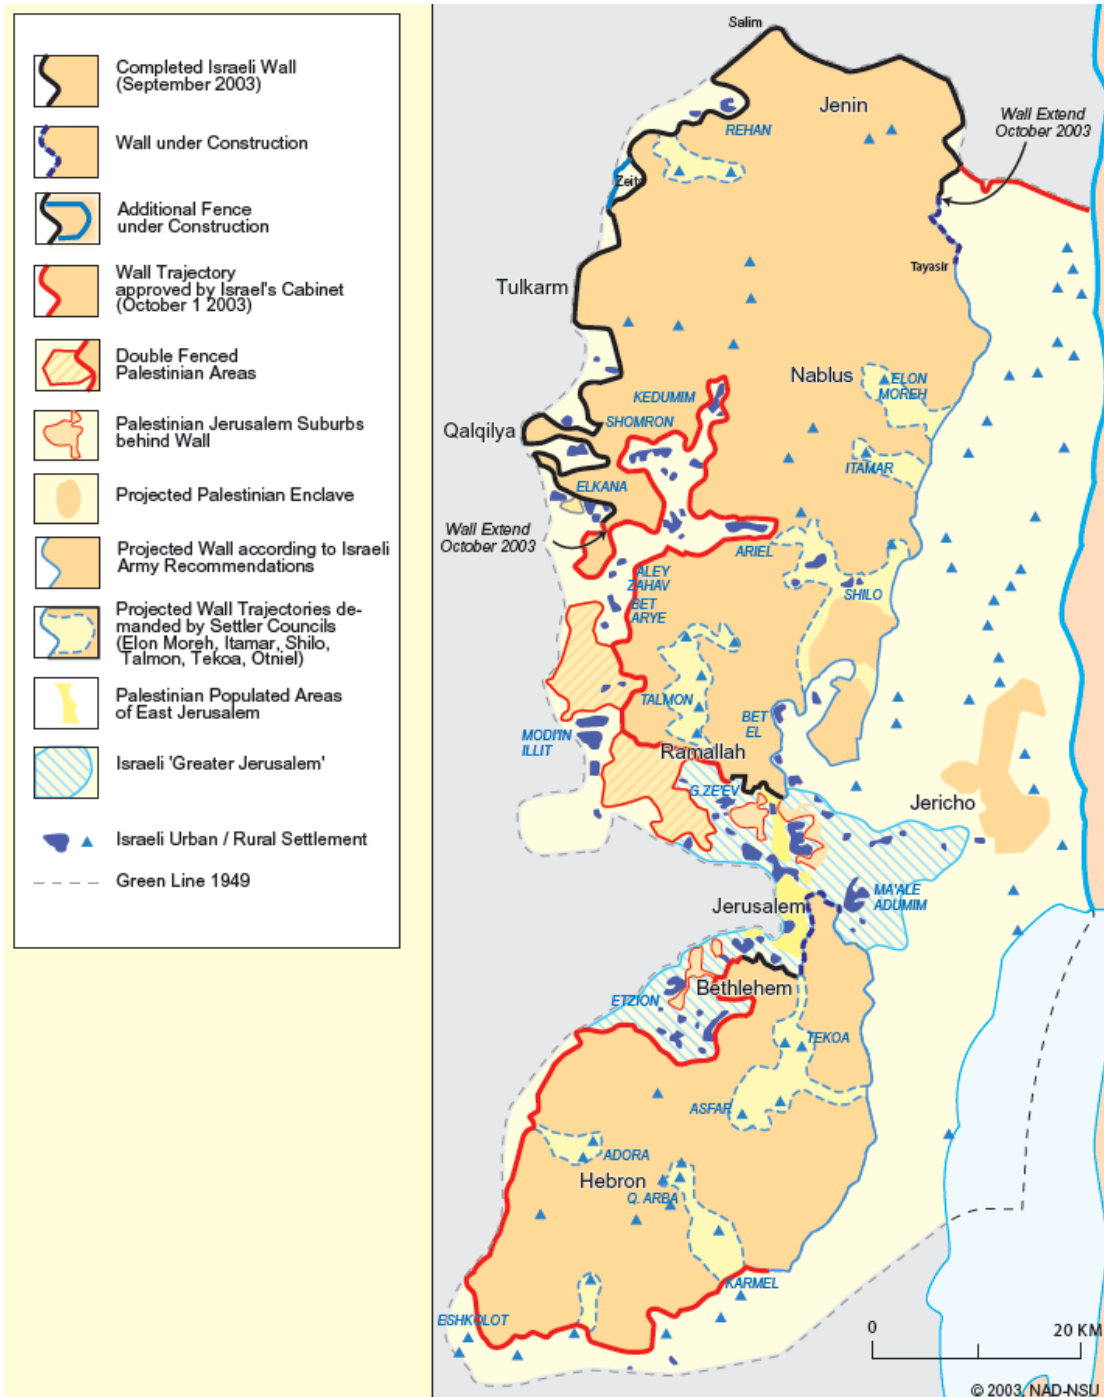 Completed Israeli Wall
(September 2003)
Wall under Construction
Additional Fence
under Construction
Wall Trajectory
approved by Israel's Cabinet
(October 1 2003)
Double Fenced
Palestinian Areas
Palestinian Jerusalem Suburbs
behind Wall
Projected Palestinian Enclave
Projected Wall according to Israeli
Army Recommendations
Projected Wall Trajectories de-
manded by Settler Councils
(Elon Moreh, Itamar, Shilo,
Talmon, Tekoa, Otniel)
Palestinian Populated Areas
of East Jerusalem
Israeli 'Greater Jerusalem'
Israeli Urban / Rural Settlement
Green Line 1949
Salim
Jenin
Wall Extend
October 2003
REHAN
Zeita
Tayasir
Tulkarm
Nablus
ELON
MOREH
KEDUMIM
SHOMRON
Qalqilya
ITAMAR
ELKANA
Wall Extend
October 2003
ARIEL
ALEY
ZAHAV
BET
ARYE
SHILO
TALMON
BET
EL
MODI'IN
ILLIT
Ramallah
G.ZE'EV
Jericho
MA'ALE
ADUMIM
Jerusalem
Bethlehem
ETZION
TEKOA
ASFAR
ADORA
Hebron
Q. ARBA
KARMEL
ESHKOLOT
0
20 KM
© 2003, NAD-NSU